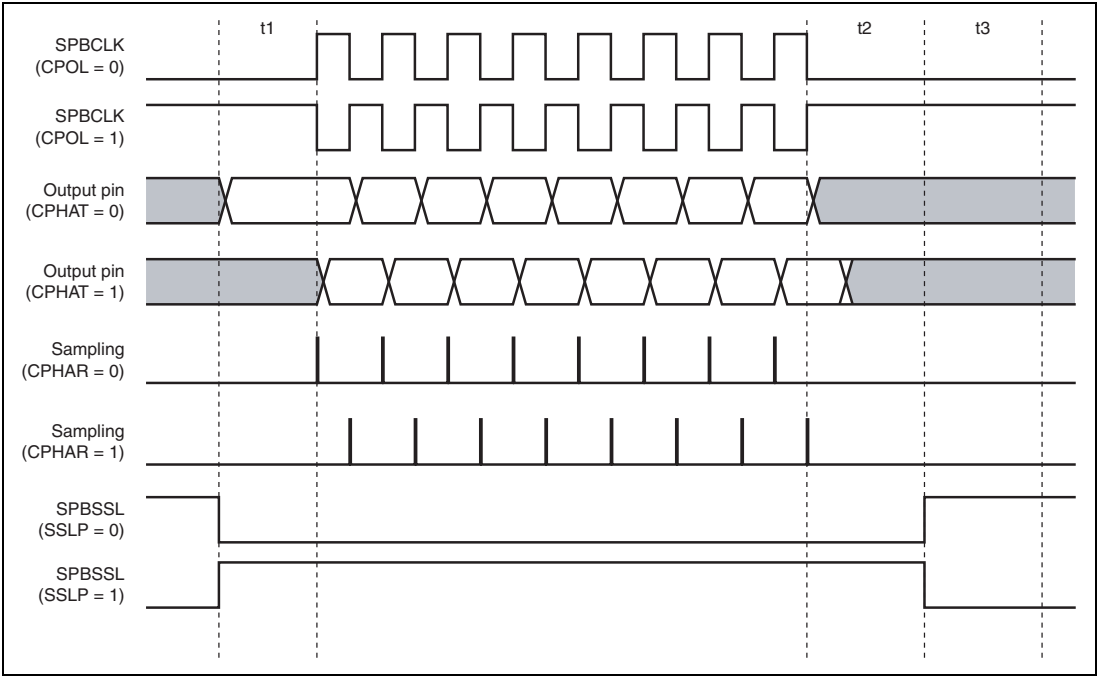 t1
t2
t3
SPBCLK
(CPOL = 0)
SPBCLK
(CPOL = 1)
Output pin
(CPHAT = 0)
Output pin
(CPHAT = 1)
Sampling
(CPHAR = 0)
Sampling
(CPHAR = 1)
SPBSSL
(SSLP = 0)
SPBSSL
(SSLP = 1)